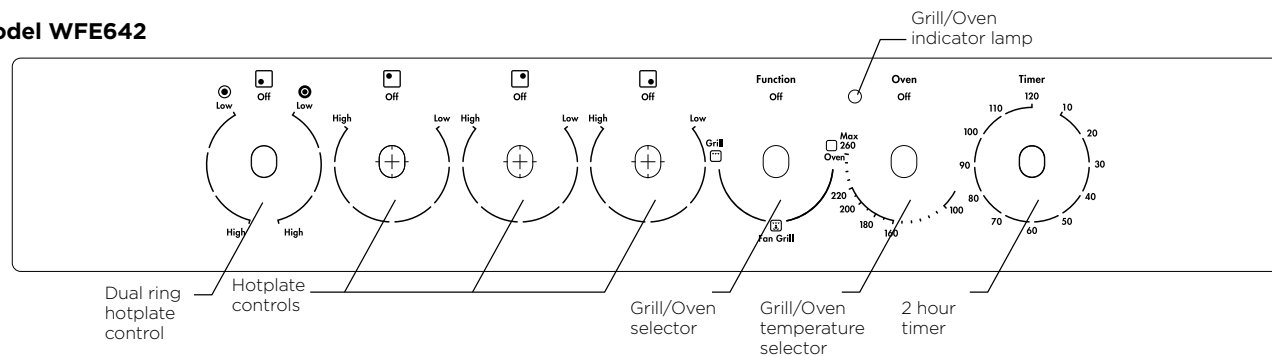 odel WFE642
Grill/Oven
indicator lamp
Low
Off
Low
High
High
Off
High
Low
Off
High
Low
Off
High
Low
Function
Off
Grill
Oven
Fan Grill
Oven
Off
Max
260
220
200
180
160
100
Timer
120
10
20
30
40
50
60
70
80
90
100
110
Dual ring
hotplate
control
Hotplate
controls
Grill/Oven
selector
Grill/Oven
temperature
selector
2 hour
timer